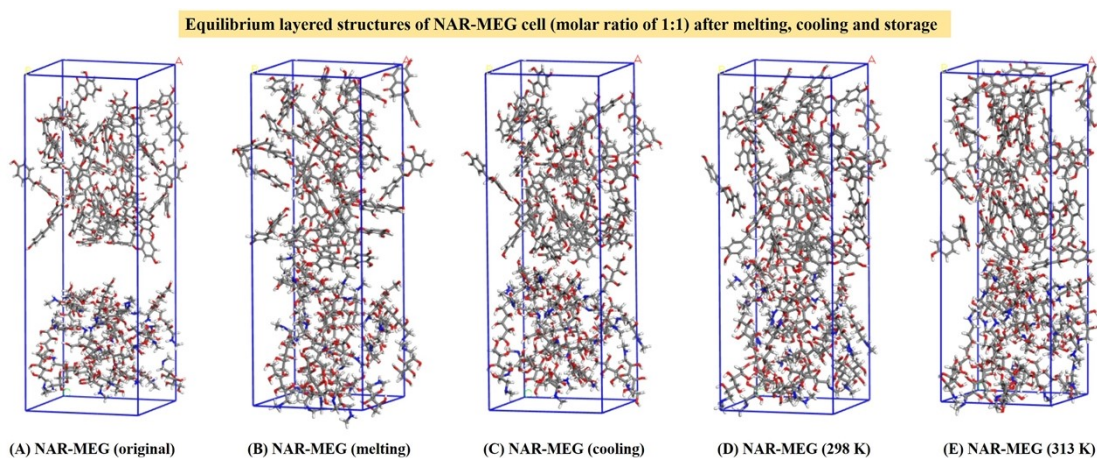 Equilibrium layered structures of NAR-MEG cell (molar ratio of 1:1) after melting, cooling and storage
A A A A A
(A) NAR-MEG (original) (B) NAR-MEG (melting) (C) NAR-MEG (cooling) (D) NAR-MEG (298 K) (E) NAR-MEG (313 K)